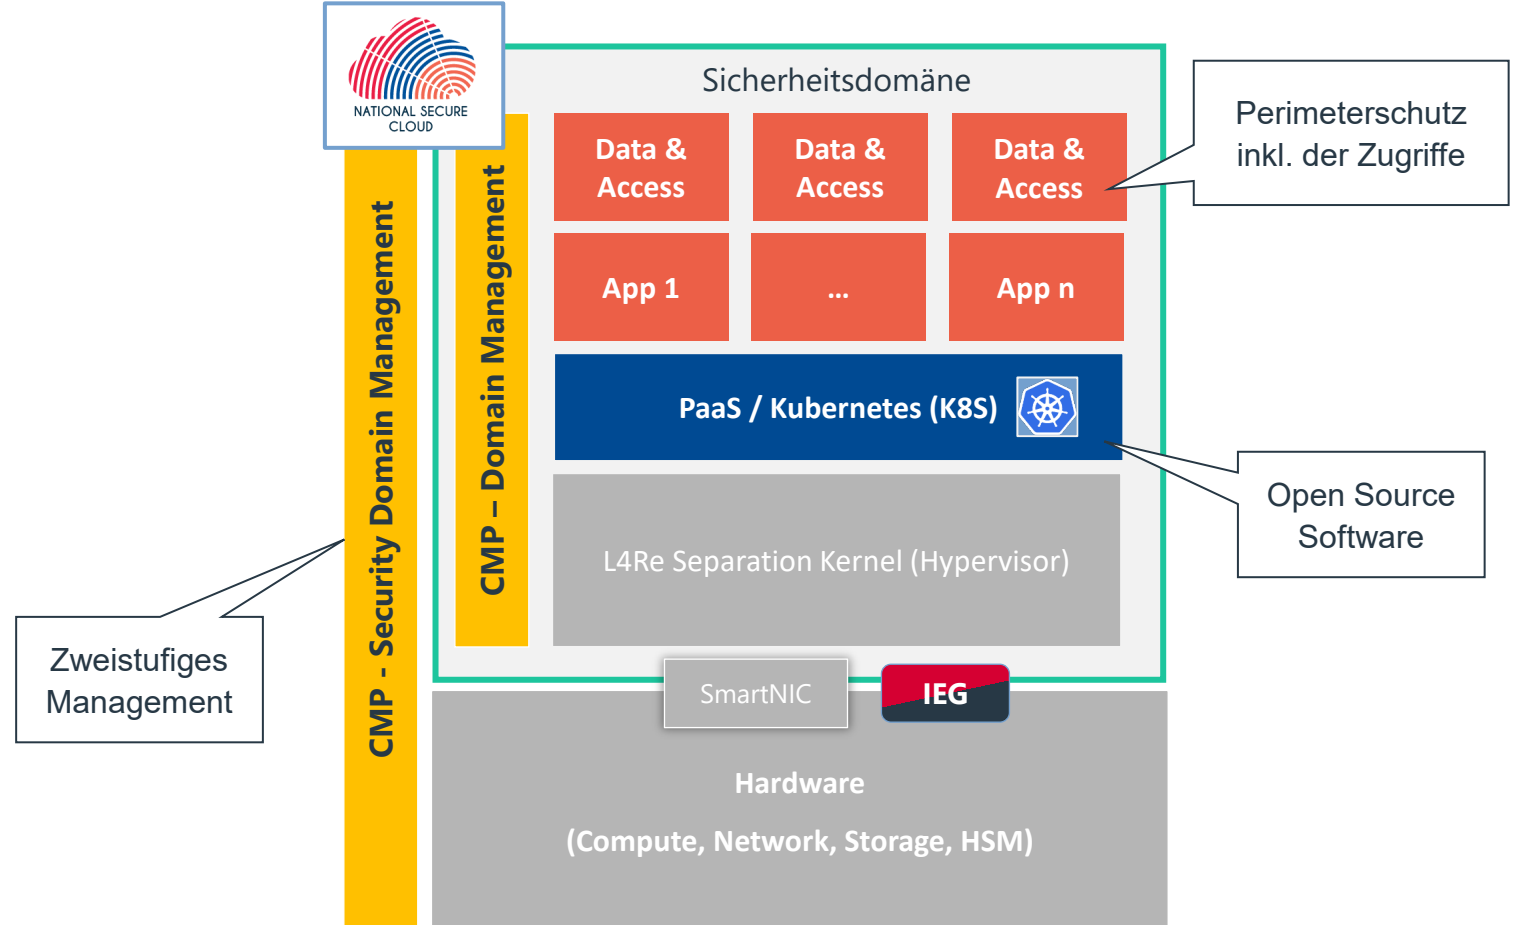 NATIONAL SECURE
CLOUD
Sicherheitsdomäne
CMP - Security Domain Management
CMP – Domain Management
Data &
Access
Data &
Access
Data &
Access
Perimeterschutz
inkl. der Zugriffe
App 1
...
App n
PaaS / Kubernetes (K8S)
Open Source
Software
L4Re Separation Kernel (Hypervisor)
Zweistufiges
Management
SmartNIC
IEG
Hardware
(Compute, Network, Storage, HSM)